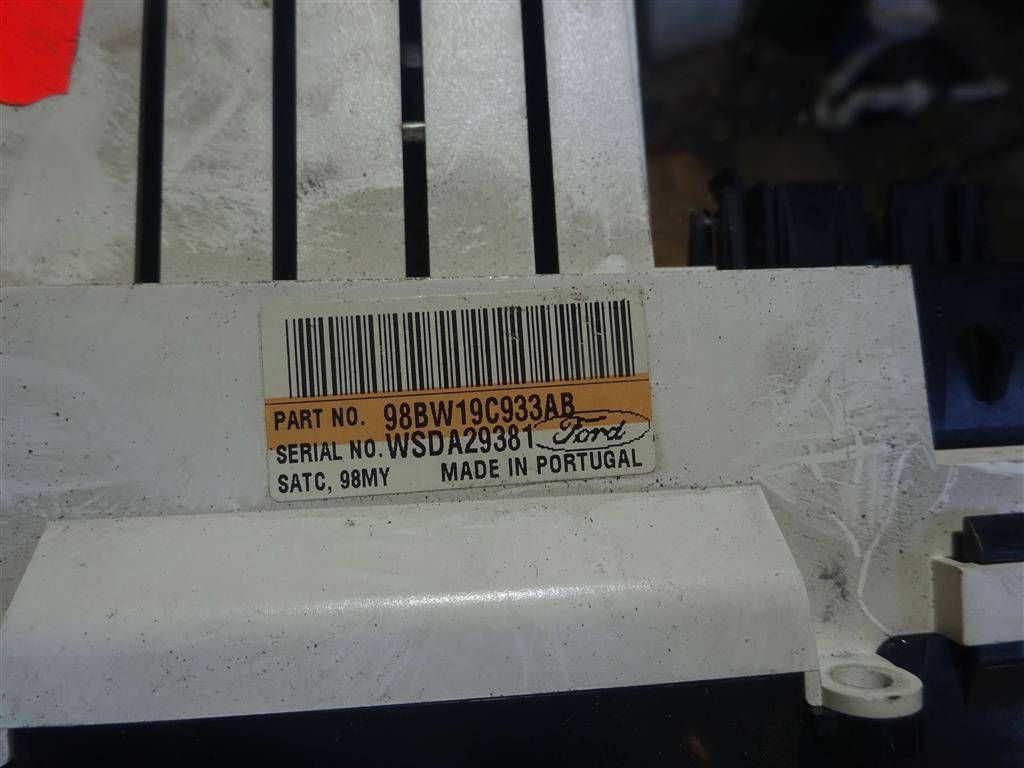 PART NO. 98BW19C933AB
SERIAL NO. WSDA29381 Ford
SATC, 98MY MADE IN PORTUGAL